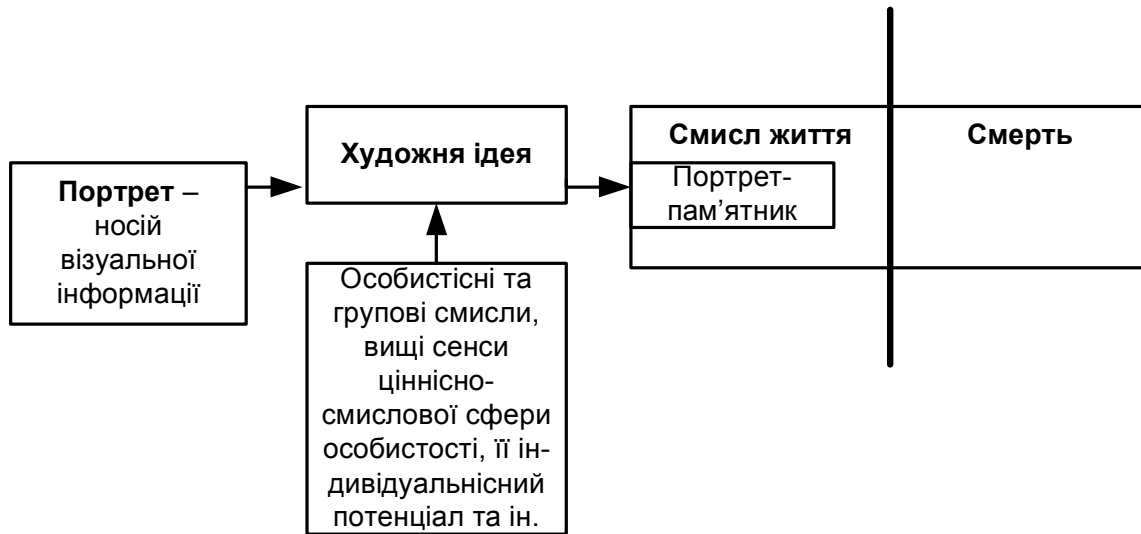 Портрет –
носій
візуальної
інформації
Художня ідея
Особистісні та
групові смисли,
вищі сенси
ціннісно-
смислової сфери
особистості, її ін-
дивідуальнісний
потенціал та ін.
Смисл життя
Портрет-
пам’ятник
Смерть